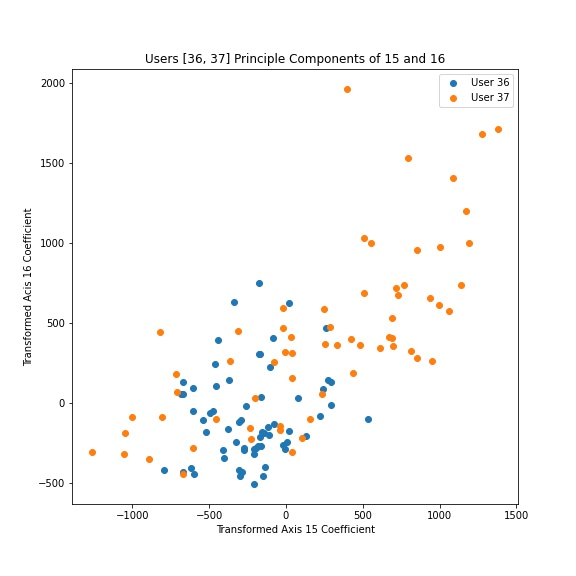 Users [36, 37] Principle Components of 15 and 16
User 36
User 37
Transformed Acis 16 Coefficient
2000
1500
1000
500
0
−500
−1000
−500
0
500
1000
1500
Transformed Axis 15 Coefficient